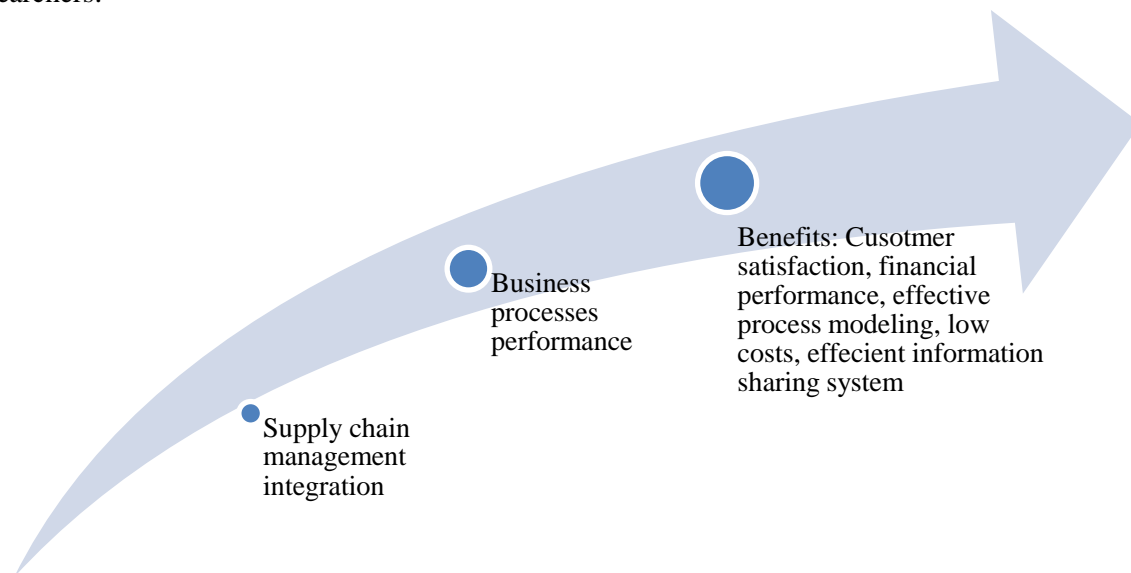 earchers.
Supply chain
management
integration
Business
processes
performance
Benefits: Cusotmer
satisfaction, financial
performance, effective
process modeling, low
costs, effecient information
sharing system